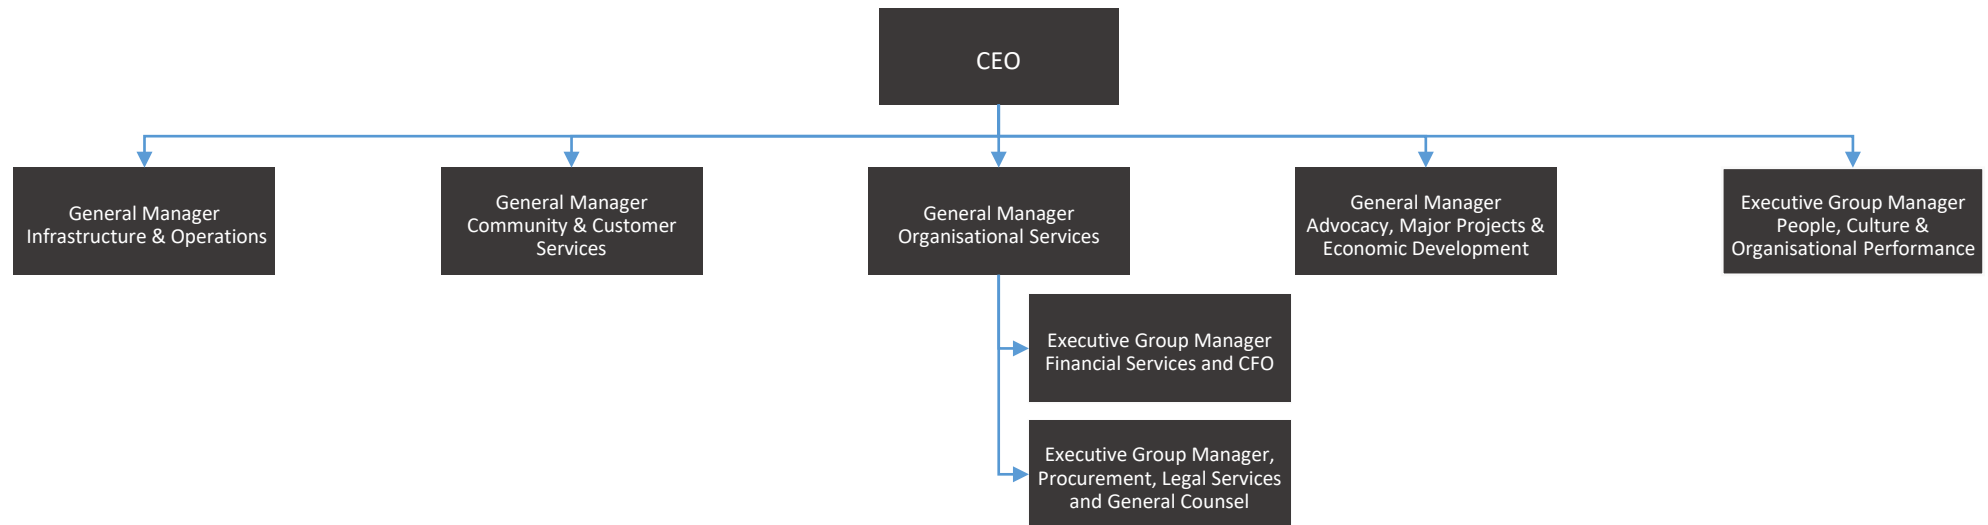 CEO
General Manager
Infrastructure & Operations
General Manager
Community & Customer
Services
General Manager
Organisational Services
General Manager
Advocacy, Major Projects &
Economic Development
Executive Group Manager
People, Culture &
Organisational Performance
Executive Group Manager
Financial Services and CFO
Executive Group Manager,
Procurement, Legal Services
and General Counsel